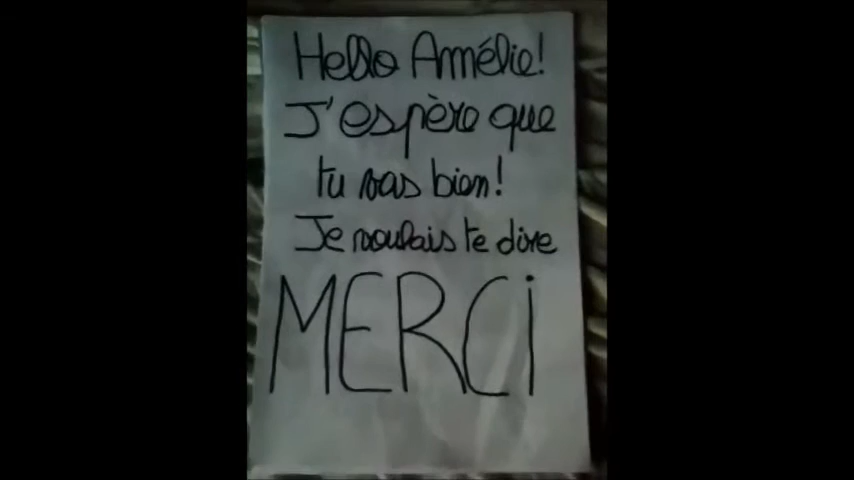 Hello Amélie!
J'espère que
tu vas bien!
Je voulais te dire
MERCi